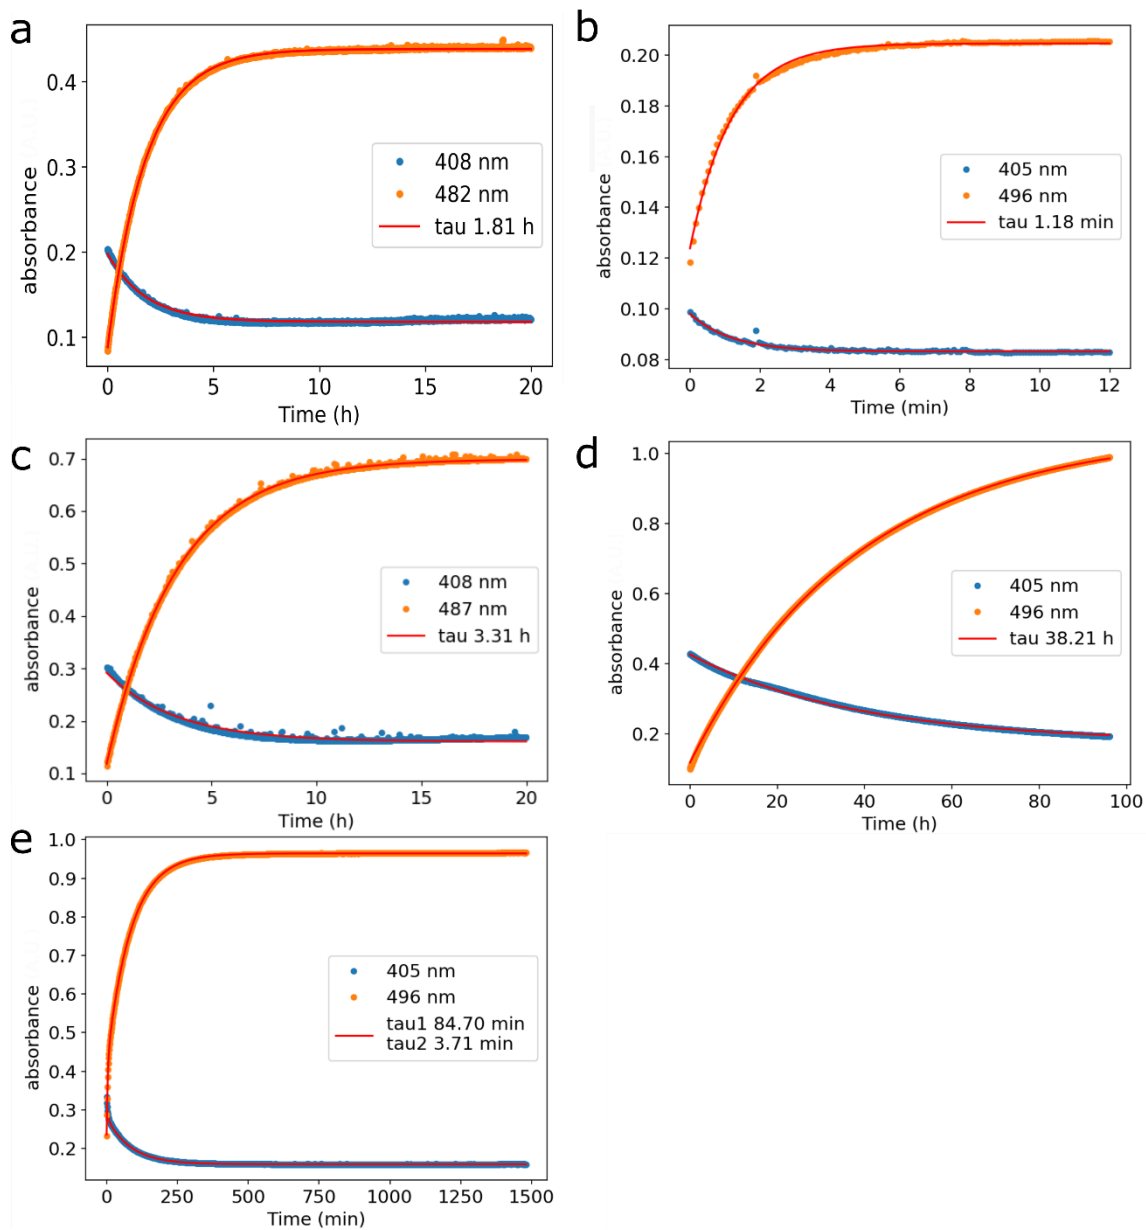 a
0.4
0.3
0.2
0.1
absorbance
408 nm
482 nm
tau 1.81 h
0
5
10
15
20
Time (h)
b
0.20
0.18
0.16
0.14
0.12
0.10
0.08
absorbance
405 nm
496 nm
tau 1.18 min
0
2
4
6
8
10
12
Time (min)
c
0.7
0.6
0.5
0.4
0.3
0.2
0.1
absorbance
408 nm
487 nm
tau 3.31 h
0
5
10
15
20
Time (h)
d
1.0
0.8
0.6
0.4
0.2
absorbance
405 nm
496 nm
tau 38.21 h
0
20
40
60
80
100
Time (h)
e
1.0
0.9
0.8
0.7
0.6
0.5
0.4
0.3
0.2
absorbance
405 nm
496 nm
tau1 84.70 min
tau2 3.71 min
0
250
500
750
1000
1250
1500
Time (min)